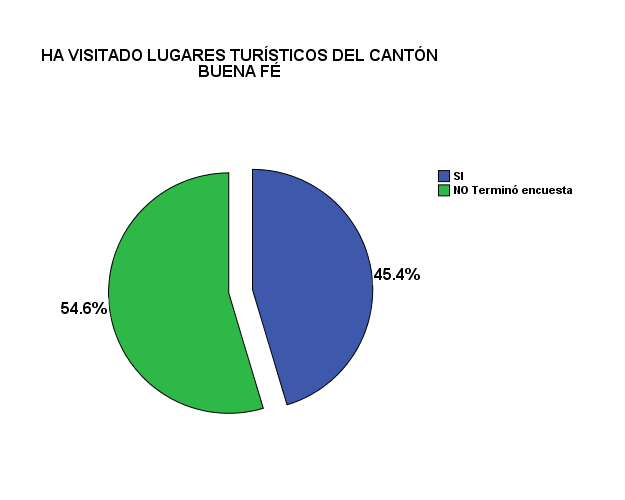 HA VISITADO LUGARES TURÍSTICOS DEL CANTÓN
BUENA FÉ
SI
NO Terminó encuesta
45.4%
54.6%